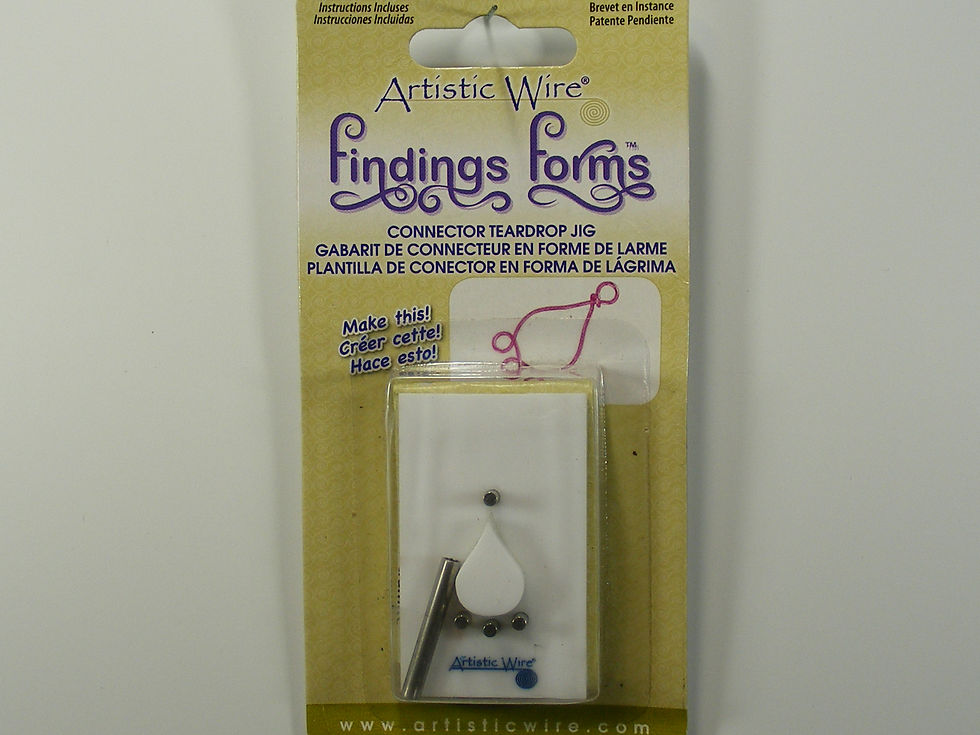 Instructions Incluses
Instrucciones Incluidas
Brevet en Instance
Patente Pendiente
Artistic Wire®
findings forms™
CONNECTOR TEARDROP JIG
GABARIT DE CONNECTEUR EN FORME DE LARME
PLANTILLA DE CONECTOR EN FORMA DE LÁGRIMA
Make this!
Créer cette!
Hace esto!
Artistic Wire®
www.artisticwire.com